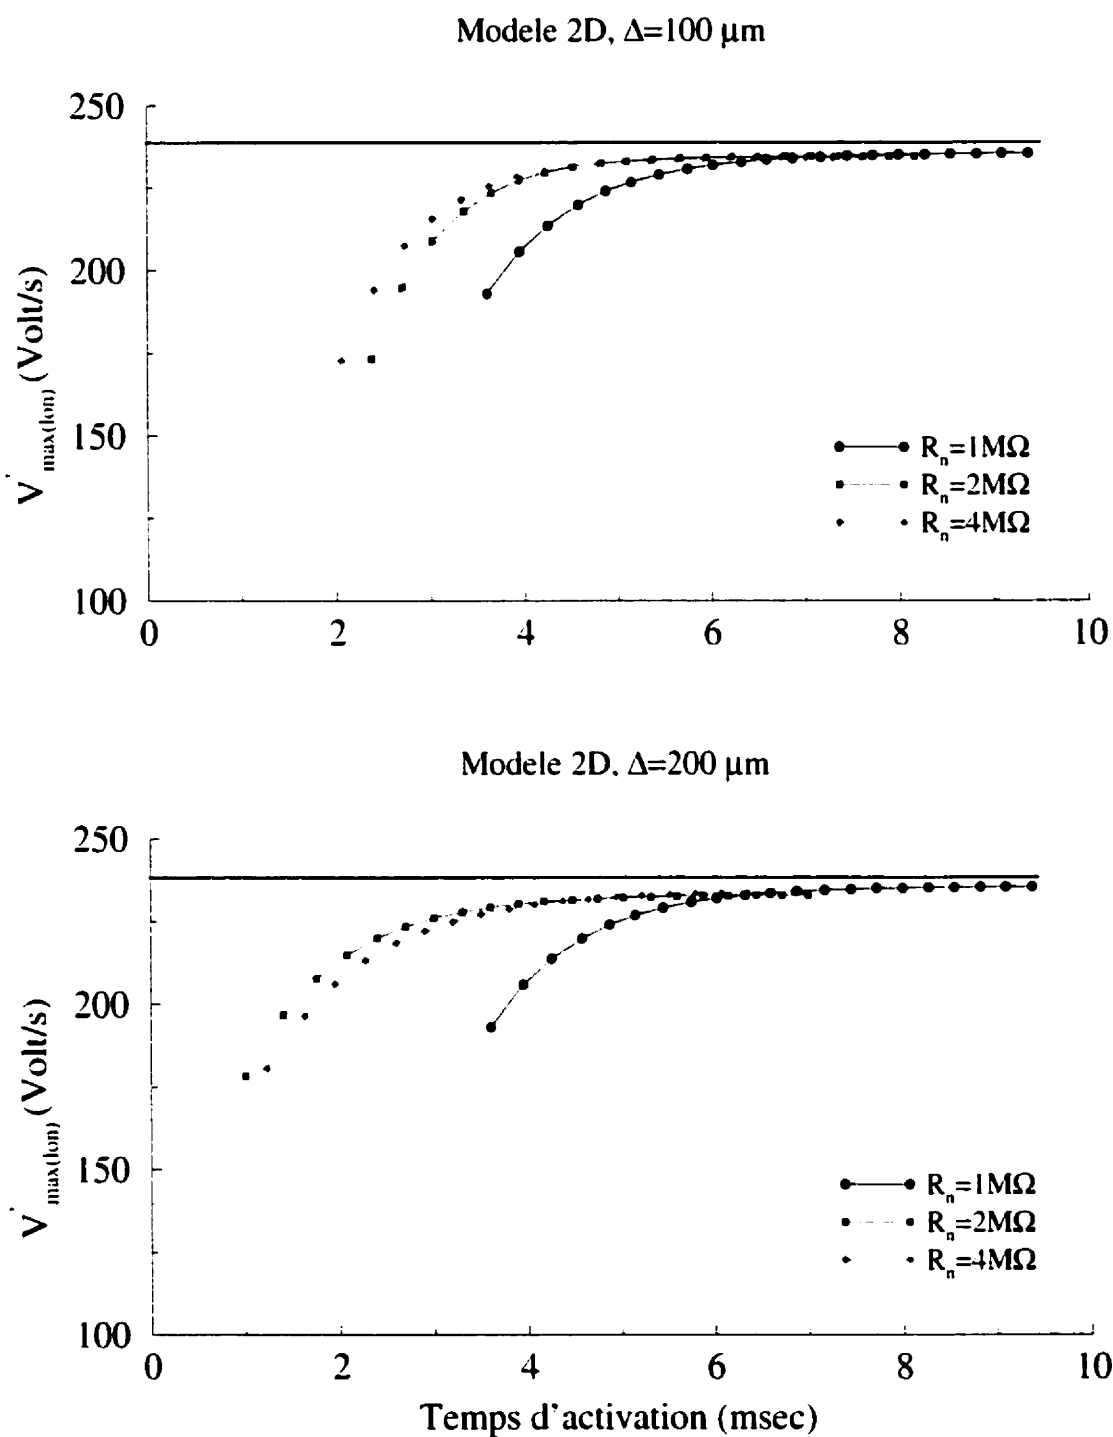 Modele 2D, Δ=100 μm
250
200
150
100
V̇max(Ion) (Volt/s)
Rn=1MΩ
Rn=2MΩ
Rn=4MΩ
0 2 4 6 8 10
Modele 2D, Δ=200 μm
250
200
150
100
V̇max(Ion) (Volt/s)
Rn=1MΩ
Rn=2MΩ
Rn=4MΩ
0 2 4 6 8 10
Temps d'activation (msec)